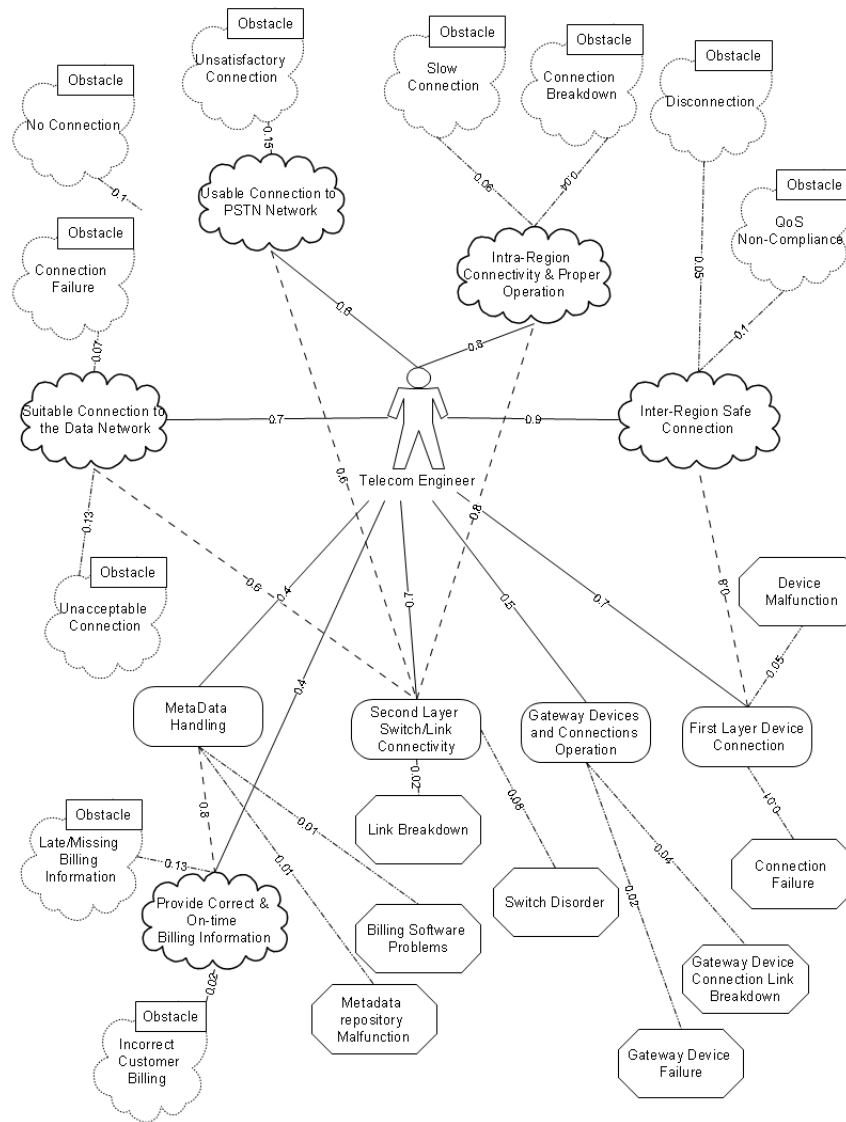 Obstacle
Unsatisfactory
Connection
Obstacle
Slow
Connection
Obstacle
Connection
Breakdown
Obstacle
Disconnection
Obstacle
No Connection
0.1
0.15
0.06
0.04
0.05
Obstacle
QoS
Non-Compliance
0.1
Usable Connection to
PSTN Network
Intra-Region
Connectivity & Proper
Operation
Obstacle
Connection
Failure
0.07
0.6
0.8
Suitable Connection to
the Data Network
0.7
0.9
Inter-Region Safe
Connection
Telecom Engineer
0.13
0.6
0.6
0.8
0.8
Obstacle
Unacceptable
Connection
0.4
0.4
0.7
0.5
0.7
Device
Malfunction
0.05
MetaData
Handling
Second Layer
Switch/Link
Connectivity
Gateway Devices
and Connections
Operation
First Layer Device
Connection
0.8
0.01
0.01
0.02
0.08
0.02
0.04
0.01
Obstacle
Late/Missing
Billing
Information
0.13
Link Breakdown
Connection
Failure
Provide Correct &
On-time
Billing Information
Billing Software
Problems
Switch Disorder
Gateway Device
Connection Link
Breakdown
0.02
Obstacle
Incorrect
Customer
Billing
Metadata
repository
Malfunction
Gateway Device
Failure